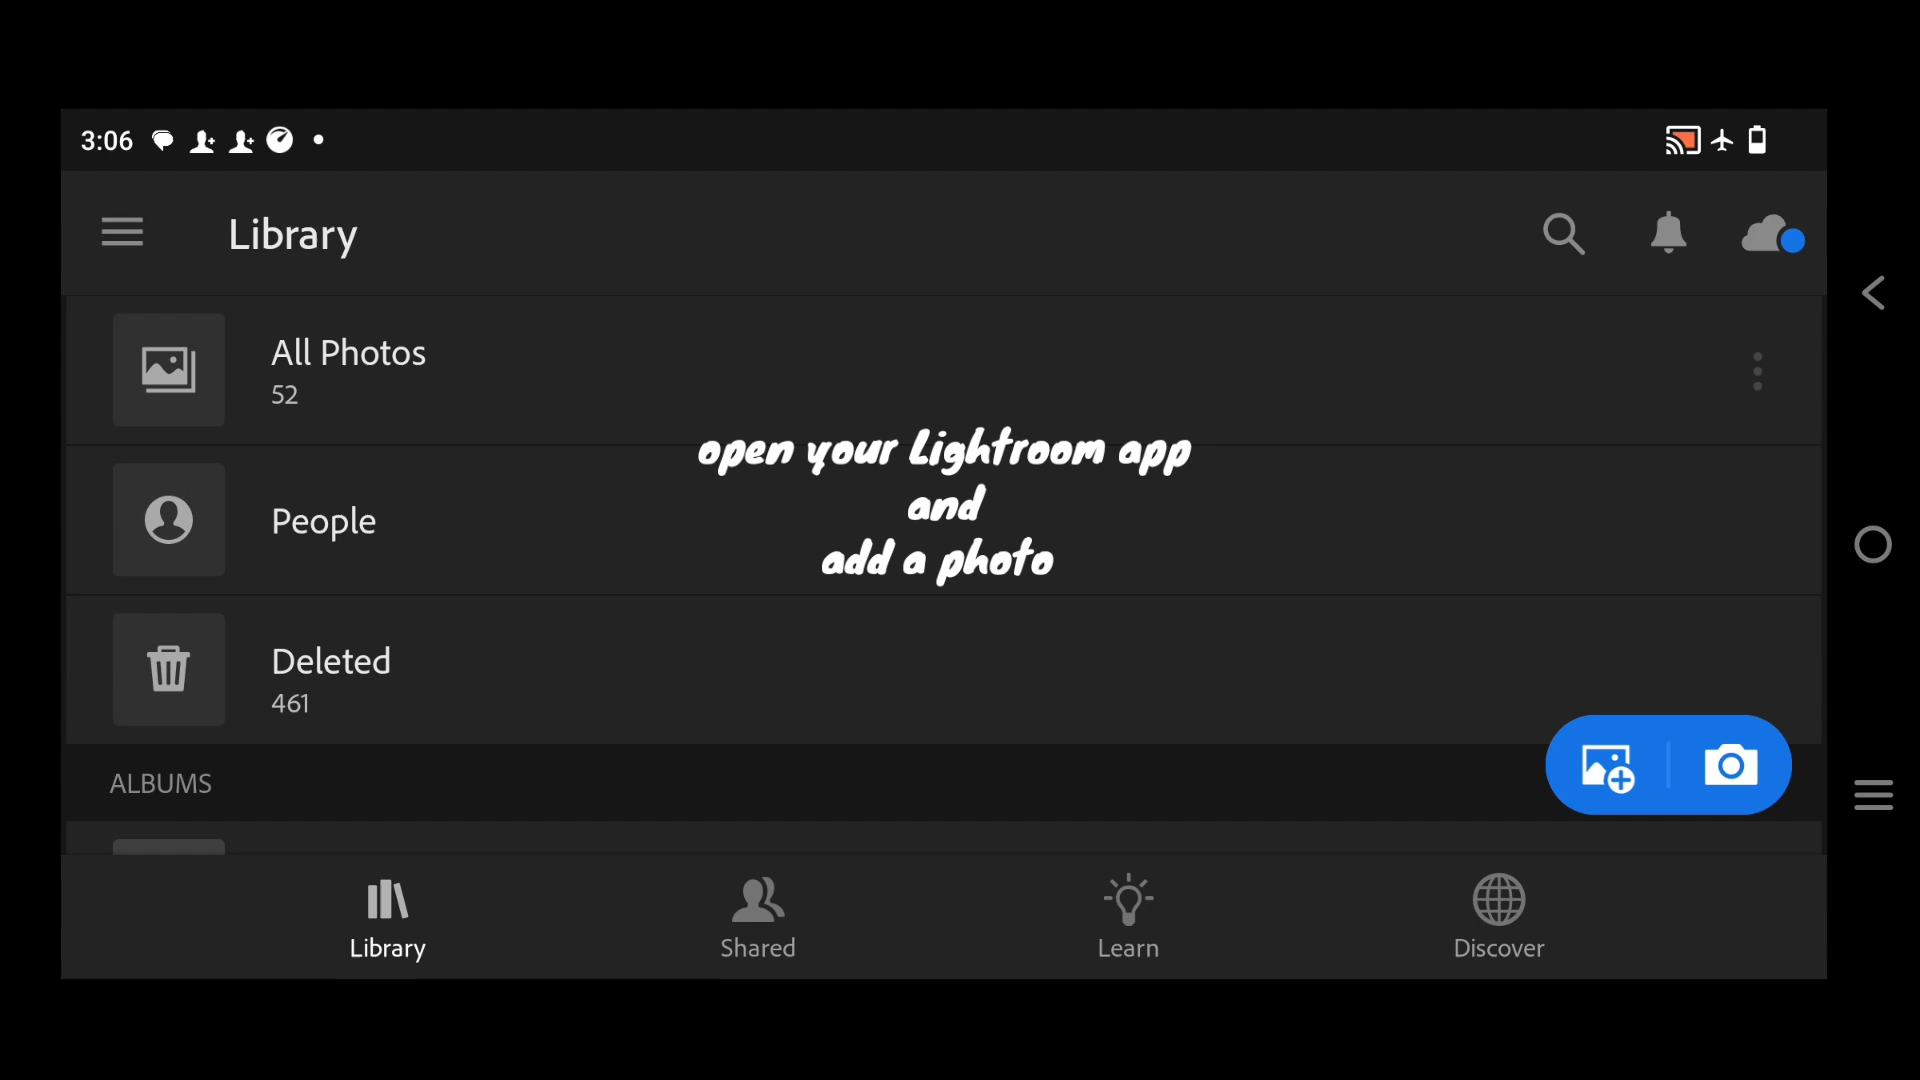 3:06
Library
All Photos
52
open your Lightroom app
and
add a photo
People
Deleted
461
ALBUMS
Library
Shared
Learn
Discover